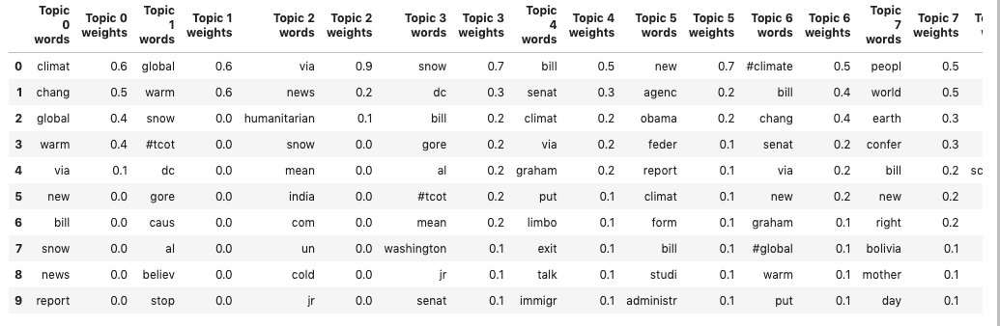 Topic 0 words Topic 0 weights Topic 1 words Topic 1 weights Topic 2 words Topic 2 weights Topic 3 words Topic 3 weights Topic 4 words Topic 4 weights Topic 5 words Topic 5 weights Topic 6 words Topic 6 weights Topic 7 words Topic 7 weights
0 climat 0.6 global 0.6 via 0.9 snow 0.7 bill 0.5 new 0.7 #climate 0.5 peopl 0.5
1 chang 0.5 warm 0.6 news 0.2 dc 0.3 senat 0.3 agenc 0.2 bill 0.4 world 0.5
2 global 0.4 snow 0.0 humanitarian 0.1 bill 0.2 climat 0.2 obama 0.2 chang 0.4 earth 0.3
3 warm 0.4 #tcot 0.0 snow 0.0 gore 0.2 via 0.2 feder 0.1 senat 0.2 confer 0.3
4 via 0.1 dc 0.0 mean 0.0 al 0.2 graham 0.2 report 0.1 via 0.2 bill 0.2 sc
5 new 0.0 gore 0.0 india 0.0 #tcot 0.2 put 0.1 climat 0.1 new 0.2 new 0.2
6 bill 0.0 caus 0.0 com 0.0 mean 0.2 limbo 0.1 form 0.1 graham 0.1 right 0.2
7 snow 0.0 al 0.0 un 0.0 washington 0.1 exit 0.1 bill 0.1 #global 0.1 bolivia 0.1
8 news 0.0 believ 0.0 cold 0.0 jr 0.1 talk 0.1 studi 0.1 warm 0.1 mother 0.1
9 report 0.0 stop 0.0 jr 0.0 senat 0.1 immigr 0.1 administr 0.1 put 0.1 day 0.1